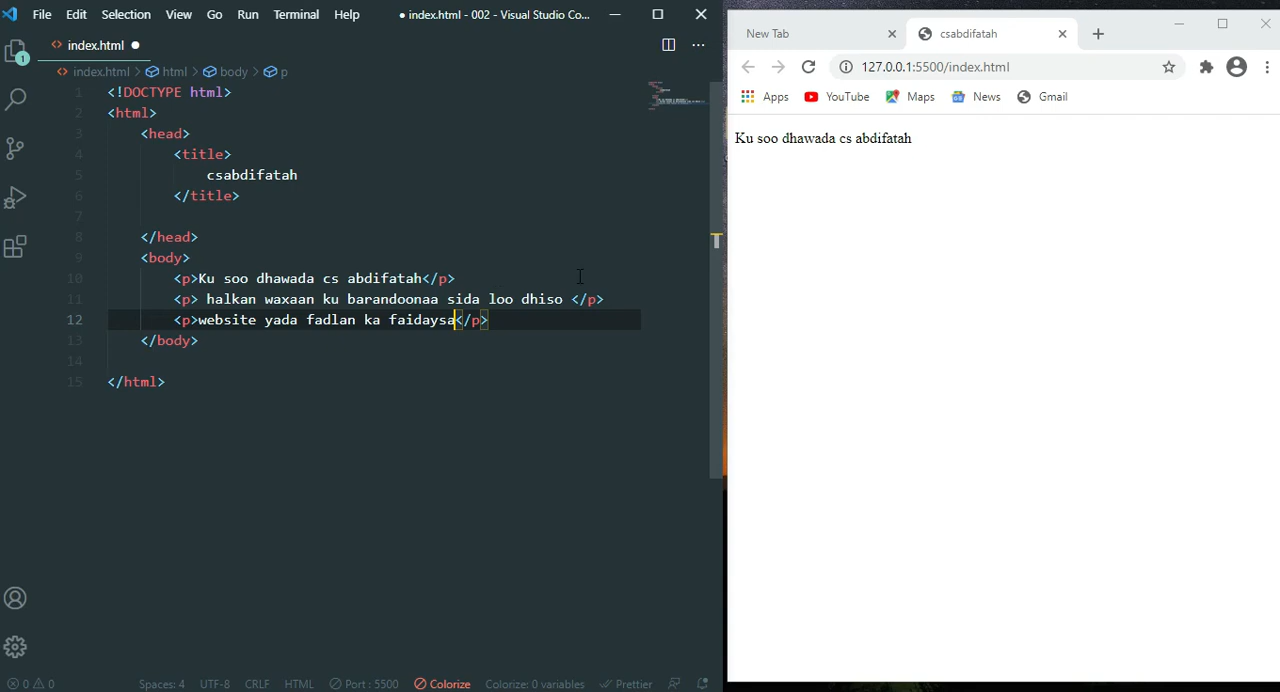 File Edit Selection View Go Run Terminal Help ● index.html - 002 - Visual Studio Co...
index.html ●
index.html > html > body > p
1 <!DOCTYPE html>
2 <html>
3 <head>
4 <title>
5 csabdifatah
6 </title>
7
8 </head>
9 <body>
10 <p>Ku soo dhawada cs abdifatah</p>
11 <p> halkan waxaan ku barandoonaa sida loo dhiso </p>
12 <p>website yada fadlan ka faidaysa</p>
13 </body>
14
15 </html>
1
0 0 Spaces: 4 UTF-8 CRLF HTML Port : 5500 Colorize Colorize: 0 variables Prettier
New Tab csabdifatah
127.0.0.1:5500/index.html
Apps YouTube Maps News Gmail
Ku soo dhawada cs abdifatah